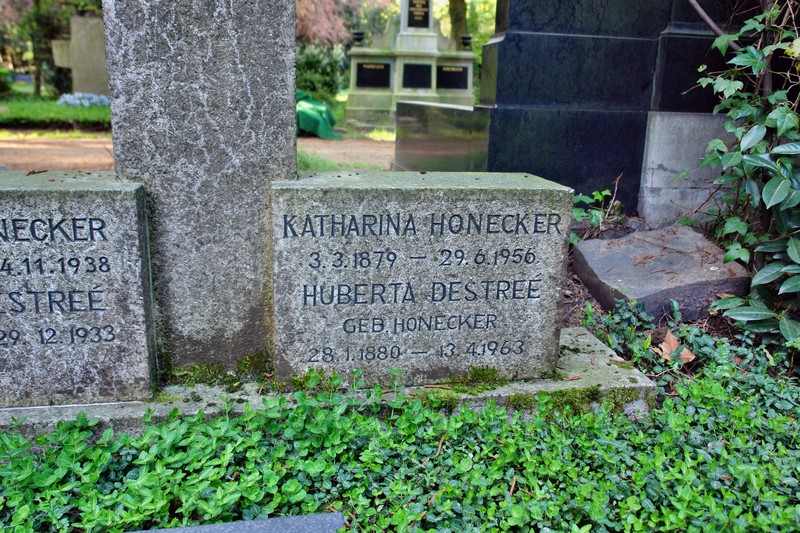 NECKER
4.11.1938
DESTREÉ
29.12.1933
KATHARINA HONECKER
3.3.1879 — 29.6.1956
HUBERTA DESTREÉ
GEB. HONECKER
28.1.1880 — 13.4.1963